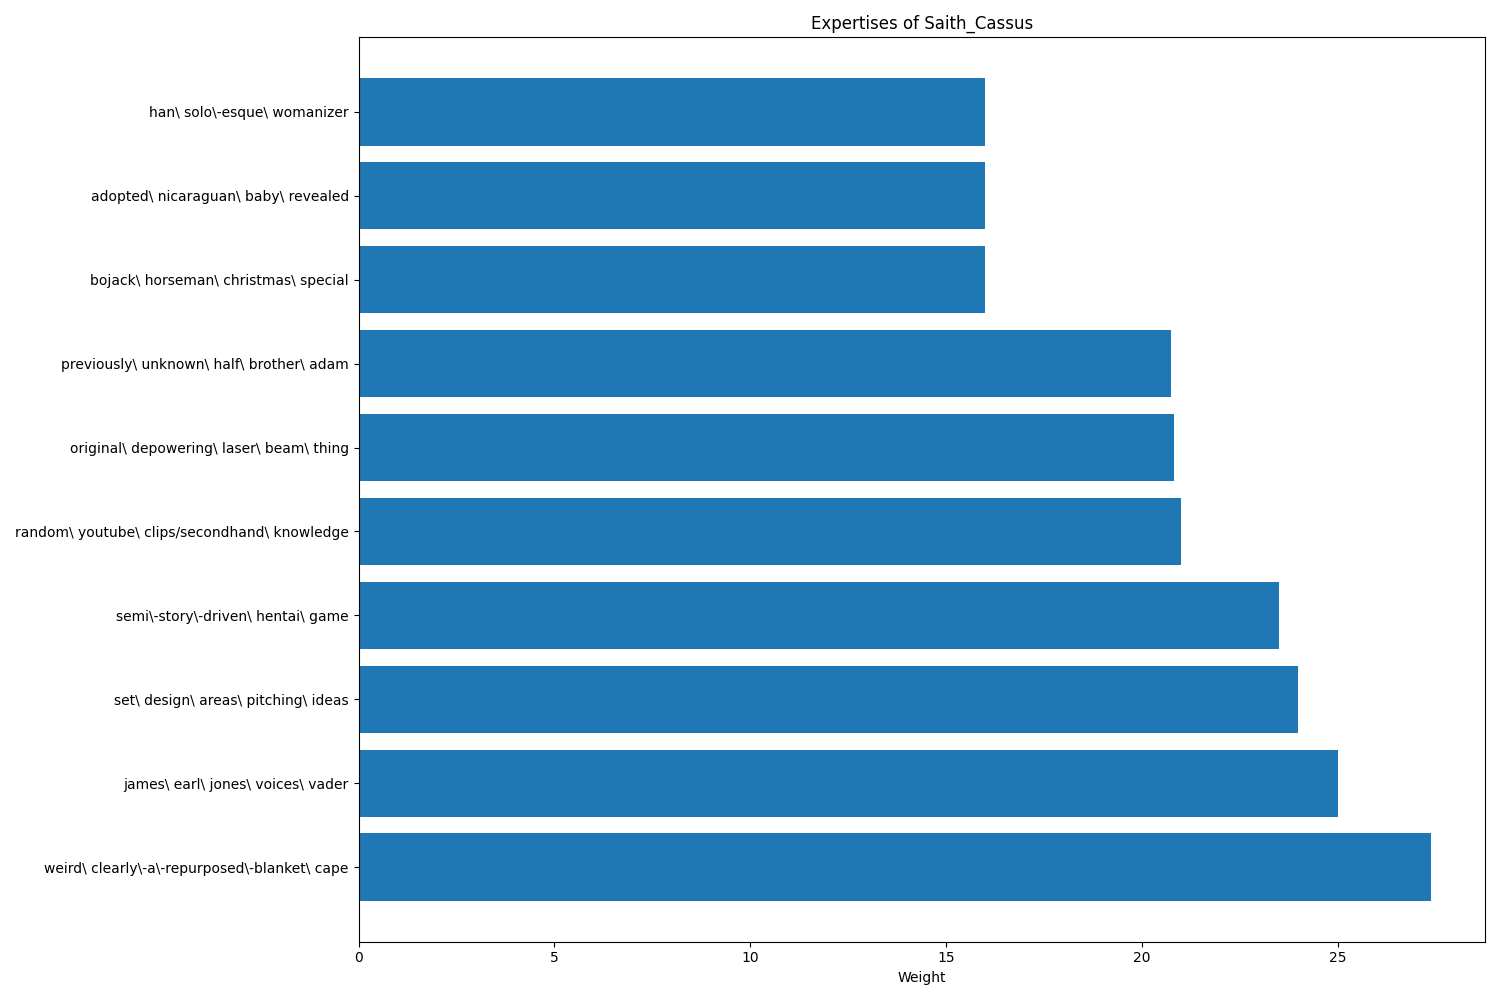 Expertises of Saith_Cassus
han\ solo\-esque\ womanizer
adopted\ nicaraguan\ baby\ revealed
bojack\ horseman\ christmas\ special
previously\ unknown\ half\ brother\ adam
original\ depowering\ laser\ beam\ thing
random\ youtube\ clips/secondhand\ knowledge
semi\-story\-driven\ hentai\ game
set\ design\ areas\ pitching\ ideas
james\ earl\ jones\ voices\ vader
weird\ clearly\-a\-repurposed\-blanket\ cape
0 5 10 15 20 25
Weight